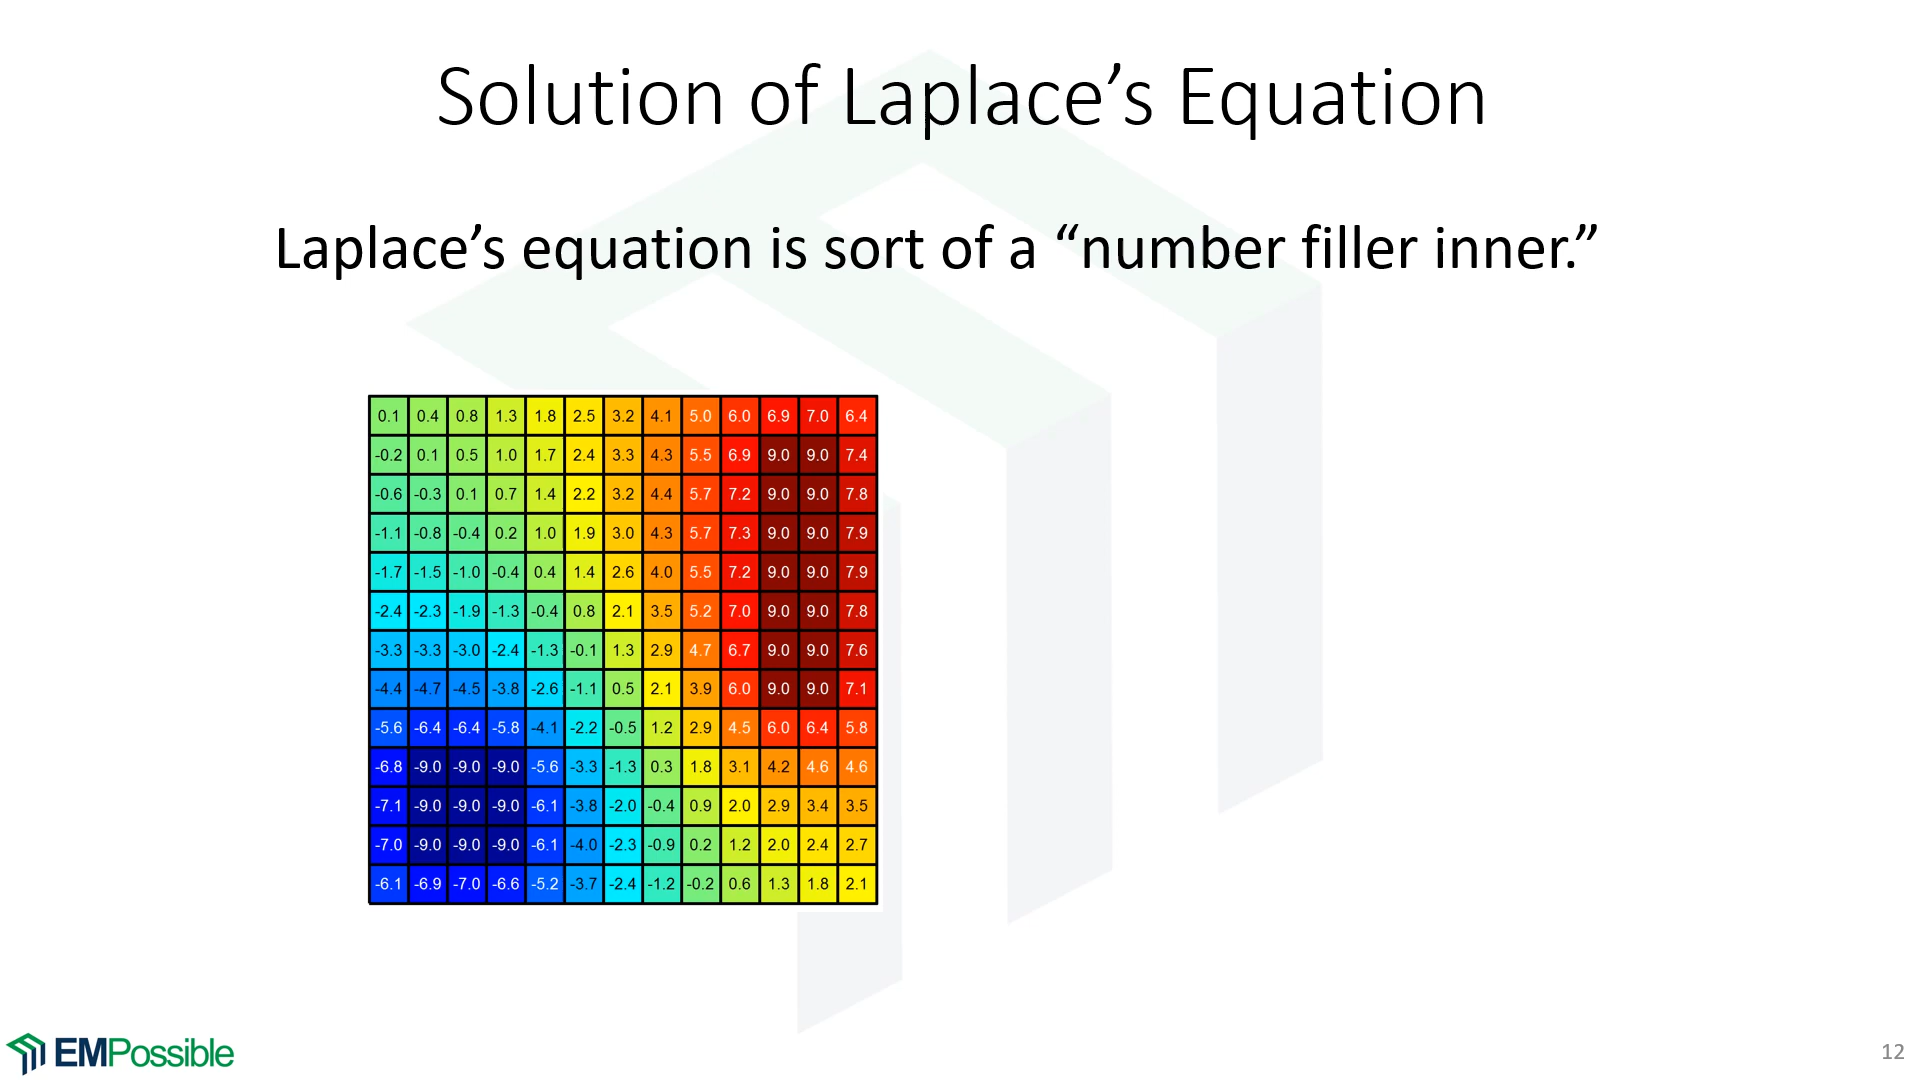 Solution of Laplace’s Equation
Laplace’s equation is sort of a “number filler inner.”
0.1 0.4 0.8 1.3 1.8 2.5 3.2 4.1 5.0 6.0 6.9 7.0 6.4
-0.2 0.1 0.5 1.0 1.7 2.4 3.3 4.3 5.5 6.9 9.0 9.0 7.4
-0.6 -0.3 0.1 0.7 1.4 2.2 3.2 4.4 5.7 7.2 9.0 9.0 7.8
-1.1 -0.8 -0.4 0.2 1.0 1.9 3.0 4.3 5.7 7.3 9.0 9.0 7.9
-1.7 -1.5 -1.0 -0.4 0.4 1.4 2.6 4.0 5.5 7.2 9.0 9.0 7.9
-2.4 -2.3 -1.9 -1.3 -0.4 0.8 2.1 3.5 5.2 7.0 9.0 9.0 7.8
-3.3 -3.3 -3.0 -2.4 -1.3 -0.1 1.3 2.9 4.7 6.7 9.0 9.0 7.6
-4.4 -4.7 -4.5 -3.8 -2.6 -1.1 0.5 2.1 3.9 6.0 9.0 9.0 7.1
-5.6 -6.4 -6.4 -5.8 -4.1 -2.2 -0.5 1.2 2.9 4.5 6.0 6.4 5.8
-6.8 -9.0 -9.0 -9.0 -5.6 -3.3 -1.3 0.3 1.8 3.1 4.2 4.6 4.6
-7.1 -9.0 -9.0 -9.0 -6.1 -3.8 -2.0 -0.4 0.9 2.0 2.9 3.4 3.5
-7.0 -9.0 -9.0 -9.0 -6.1 -4.0 -2.3 -0.9 0.2 1.2 2.0 2.4 2.7
-6.1 -6.9 -7.0 -6.6 -5.2 -3.7 -2.4 -1.2 -0.2 0.6 1.3 1.8 2.1
EMPossible
12